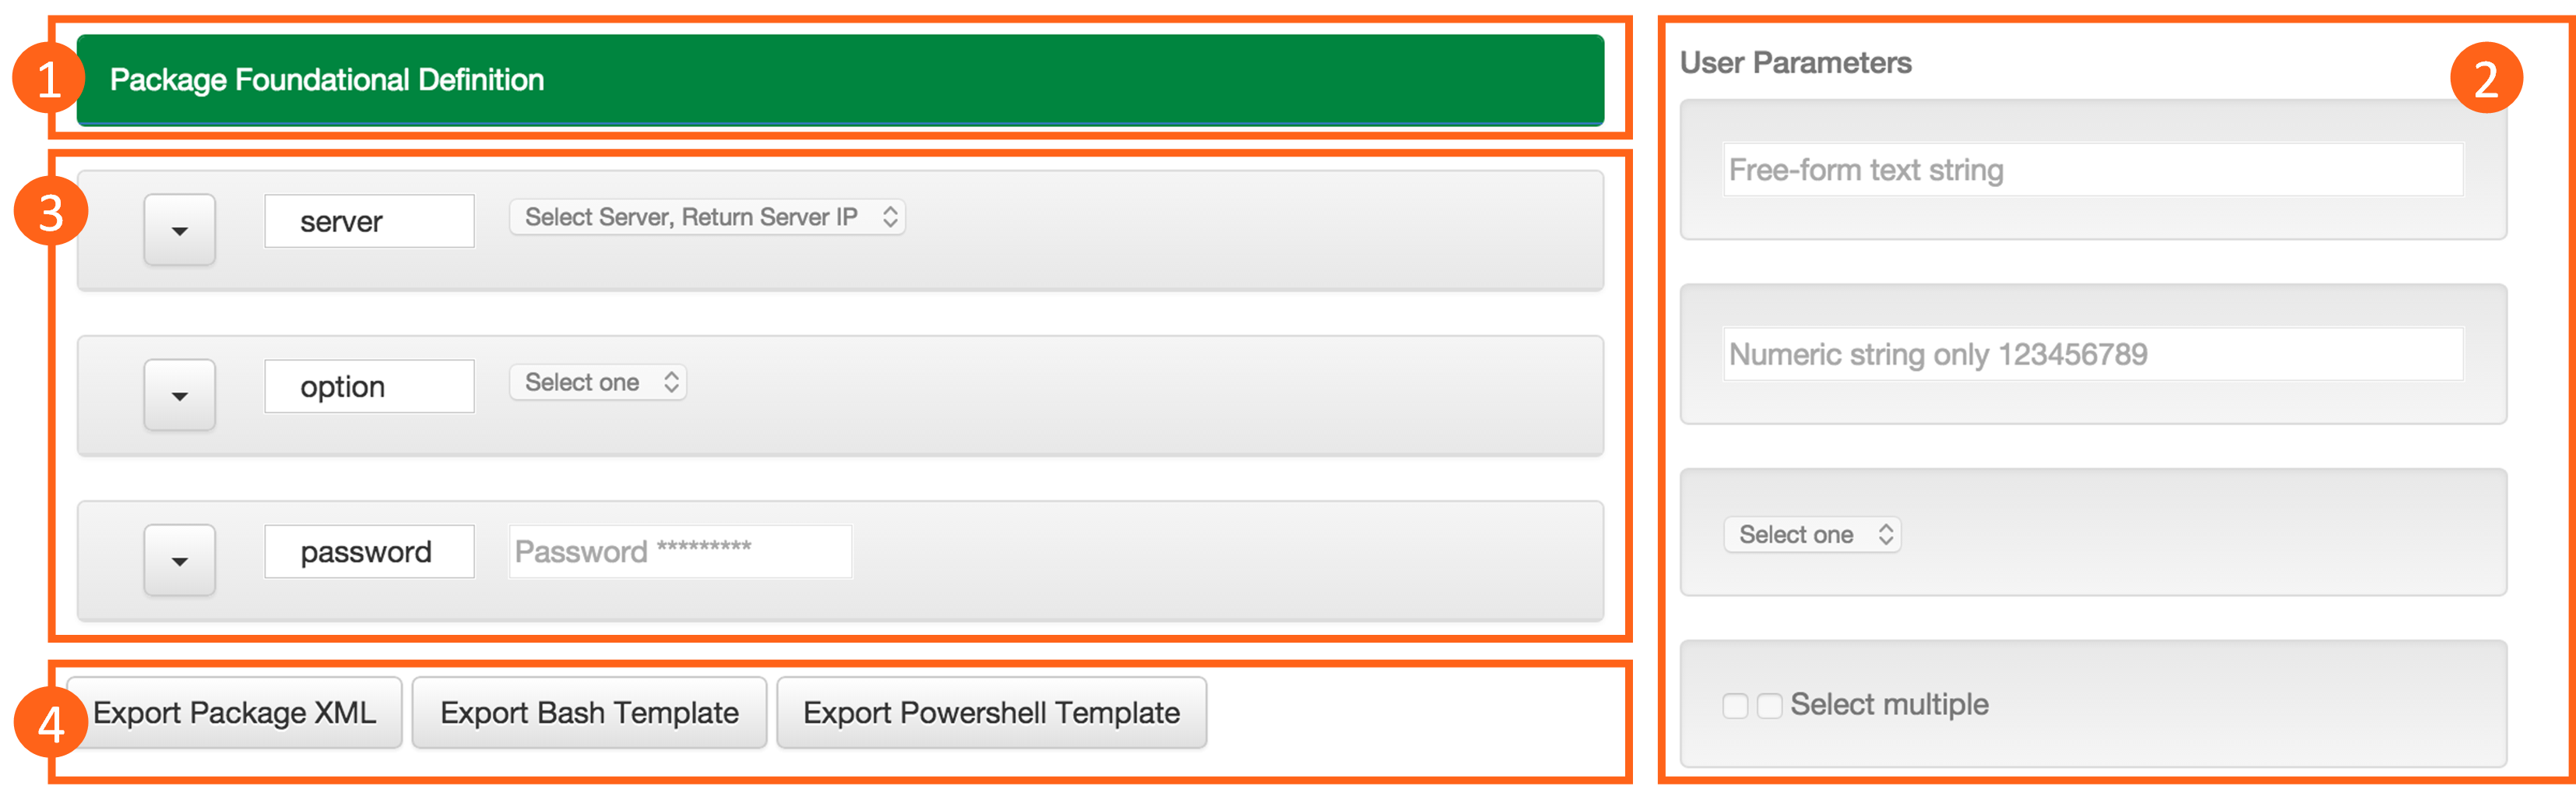 1
Package Foundational Definition
2
User Parameters
Free-form text string
Numeric string only 123456789
Select one
Select multiple
3
server
Select Server, Return Server IP
option
Select one
password
Password *********
4
Export Package XML
Export Bash Template
Export Powershell Template